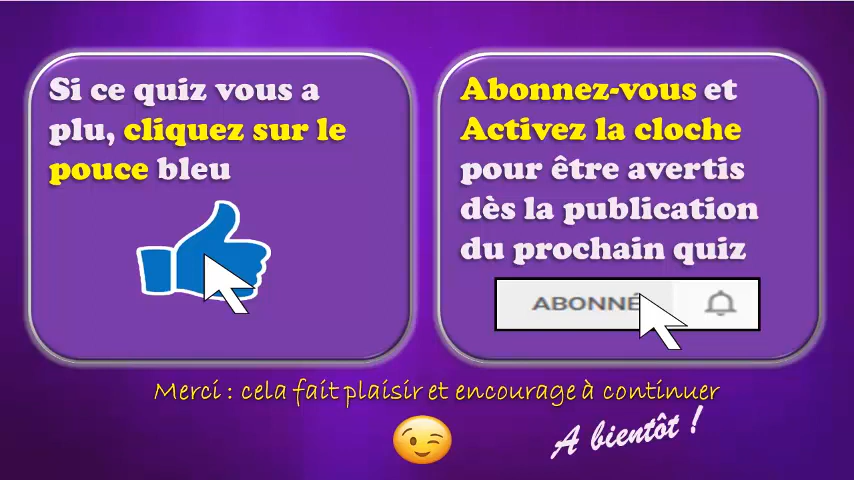 Si ce quiz vous a
plu, cliquez sur le
pouce bleu
Abonnez-vous et
Activez la cloche
pour être avertis
dès la publication
du prochain quiz
ABONNÉ
Merci : cela fait plaisir et encourage à continuer
A bientôt !